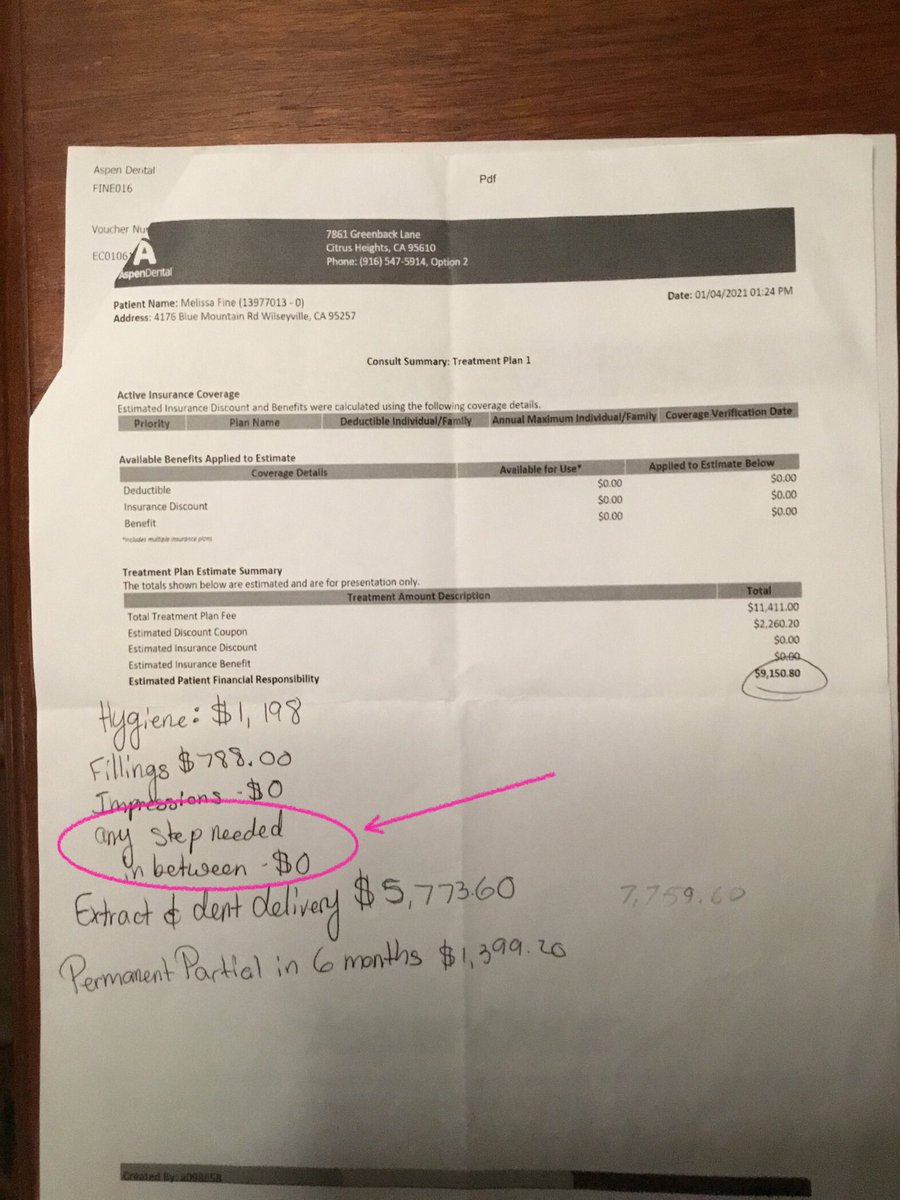 Aspen Dental
FINE016
Pdf
Voucher Nu
EC0106
A
AspenDental
7861 Greenback Lane
Citrus Heights, CA 95610
Phone: (916) 547-5914, Option 2
Patient Name: Melissa Fine (13977013 - 0)
Address: 4176 Blue Mountain Rd Wilseyville, CA 95257
Date: 01/04/2021 01:24 PM
Consult Summary: Treatment Plan 1
Active Insurance Coverage
Estimated Insurance Discount and Benefits were calculated using the following coverage details.
Priority Plan Name Deductible Individual/Family Annual Maximum Individual/Family Coverage Verification Date
Available Benefits Applied to Estimate
Coverage Details Available for Use* Applied to Estimate Below
Deductible $0.00 $0.00
Insurance Discount $0.00 $0.00
Benefit $0.00 $0.00
*includes multiple insurance plans
Treatment Plan Estimate Summary
The totals shown below are estimated and are for presentation only.
Treatment Amount Description Total
Total Treatment Plan Fee $11,411.00
Estimated Discount Coupon $2,260.20
Estimated Insurance Discount $0.00
Estimated Insurance Benefit $0.00
Estimated Patient Financial Responsibility $9,150.80
Hygiene: $1,198
Fillings $788.00
Impressions - $0
any step needed
in between - $0
Extract & dent delivery $5,773.60 7,759.60
Permanent Partial in 6 months $1,399.20
Created By: a098658